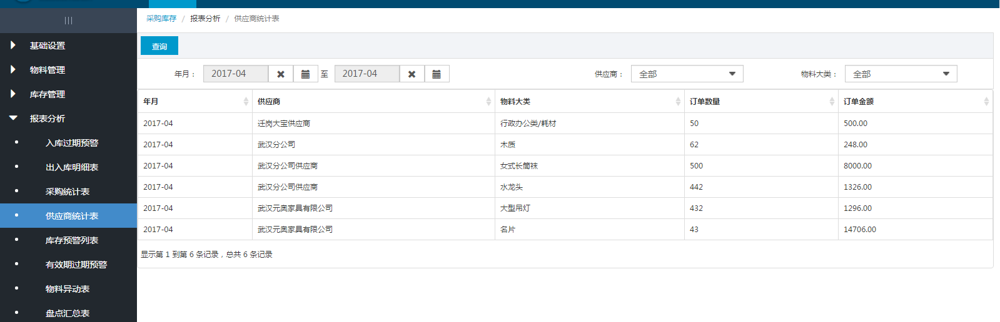 采购库存 / 报表分析 / 供应商统计表
基础设置
物料管理
库存管理
报表分析
入库过期预警
出入库明细表
采购统计表
供应商统计表
库存预警列表
有效期过期预警
物料异动表
盘点汇总表
查询
年月： 2017-04 至 2017-04 供应商： 全部 物料大类： 全部
年月 供应商 物料大类 订单数量 订单金额
2017-04 迁岗大宝供应商 行政办公类/耗材 50 500.00
2017-04 武汉分公司 木质 62 248.00
2017-04 武汉分公司供应商 女式长筒袜 500 8000.00
2017-04 武汉分公司供应商 水龙头 442 1326.00
2017-04 武汉元奥家具有限公司 大型吊灯 432 1296.00
2017-04 武汉元奥家具有限公司 名片 43 14706.00
显示第 1 到第 6 条记录，总共 6 条记录